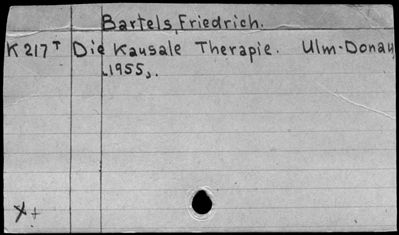 Bartels, Friedrich.
K 217 T Die Kausale Therapie. Ulm-Donau
1955.
X +